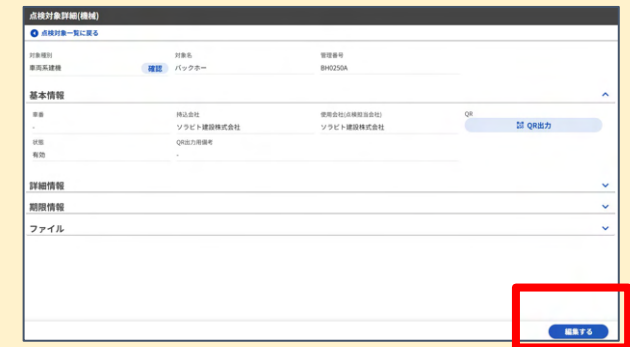 点検対象詳細(機械)
点検対象一覧に戻る
対象種別 対象名 管理番号
車両系建機 確認 バックホー BH0250A
基本情報
車番 持込会社 使用会社(点検担当会社) QR
- ソラビト建設株式会社 ソラビト建設株式会社 QR出力
状態 QR出力用備考
有効 -
詳細情報
期限情報
ファイル
編集する